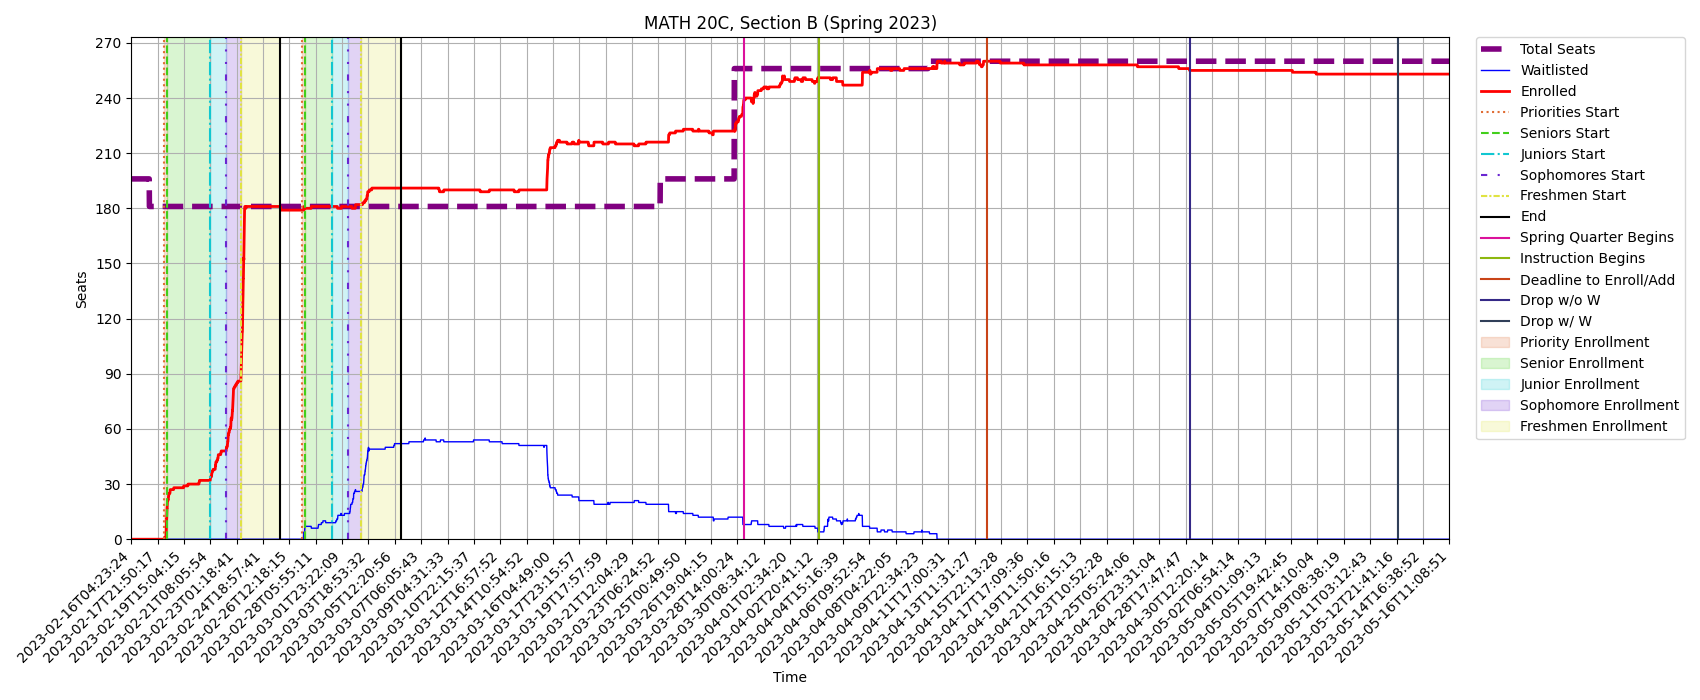 MATH 20C, Section B (Spring 2023)
270
240
210
180
150
120
90
60
30
0
Seats
2023-02-16T04:23:24
2023-02-17T21:50:17
2023-02-19T15:04:15
2023-02-21T08:05:54
2023-02-23T01:18:41
2023-02-24T18:57:41
2023-02-26T12:18:15
2023-02-28T05:55:11
2023-03-01T23:22:09
2023-03-03T18:53:32
2023-03-05T12:20:56
2023-03-07T06:05:43
2023-03-09T04:31:33
2023-03-10T22:15:37
2023-03-12T16:57:52
2023-03-14T10:54:52
2023-03-16T04:49:00
2023-03-17T23:15:57
2023-03-19T17:57:59
2023-03-21T12:04:29
2023-03-23T06:24:52
2023-03-25T00:49:50
2023-03-26T19:04:15
2023-03-28T14:00:24
2023-03-30T08:34:12
2023-04-01T02:34:20
2023-04-02T20:41:12
2023-04-04T15:16:39
2023-04-06T09:52:54
2023-04-08T04:22:05
2023-04-09T22:34:23
2023-04-11T17:00:31
2023-04-13T11:31:27
2023-04-15T22:13:28
2023-04-17T17:09:36
2023-04-19T11:50:16
2023-04-21T16:15:13
2023-04-23T10:52:28
2023-04-25T05:24:06
2023-04-26T23:31:04
2023-04-28T17:47:47
2023-04-30T12:20:14
2023-05-02T06:54:14
2023-05-04T01:09:13
2023-05-05T19:42:45
2023-05-07T14:10:04
2023-05-09T08:38:19
2023-05-11T03:12:43
2023-05-12T21:41:16
2023-05-14T16:38:52
2023-05-16T11:08:51
Time
Total Seats
Waitlisted
Enrolled
Priorities Start
Seniors Start
Juniors Start
Sophomores Start
Freshmen Start
End
Spring Quarter Begins
Instruction Begins
Deadline to Enroll/Add
Drop w/o W
Drop w/ W
Priority Enrollment
Senior Enrollment
Junior Enrollment
Sophomore Enrollment
Freshmen Enrollment